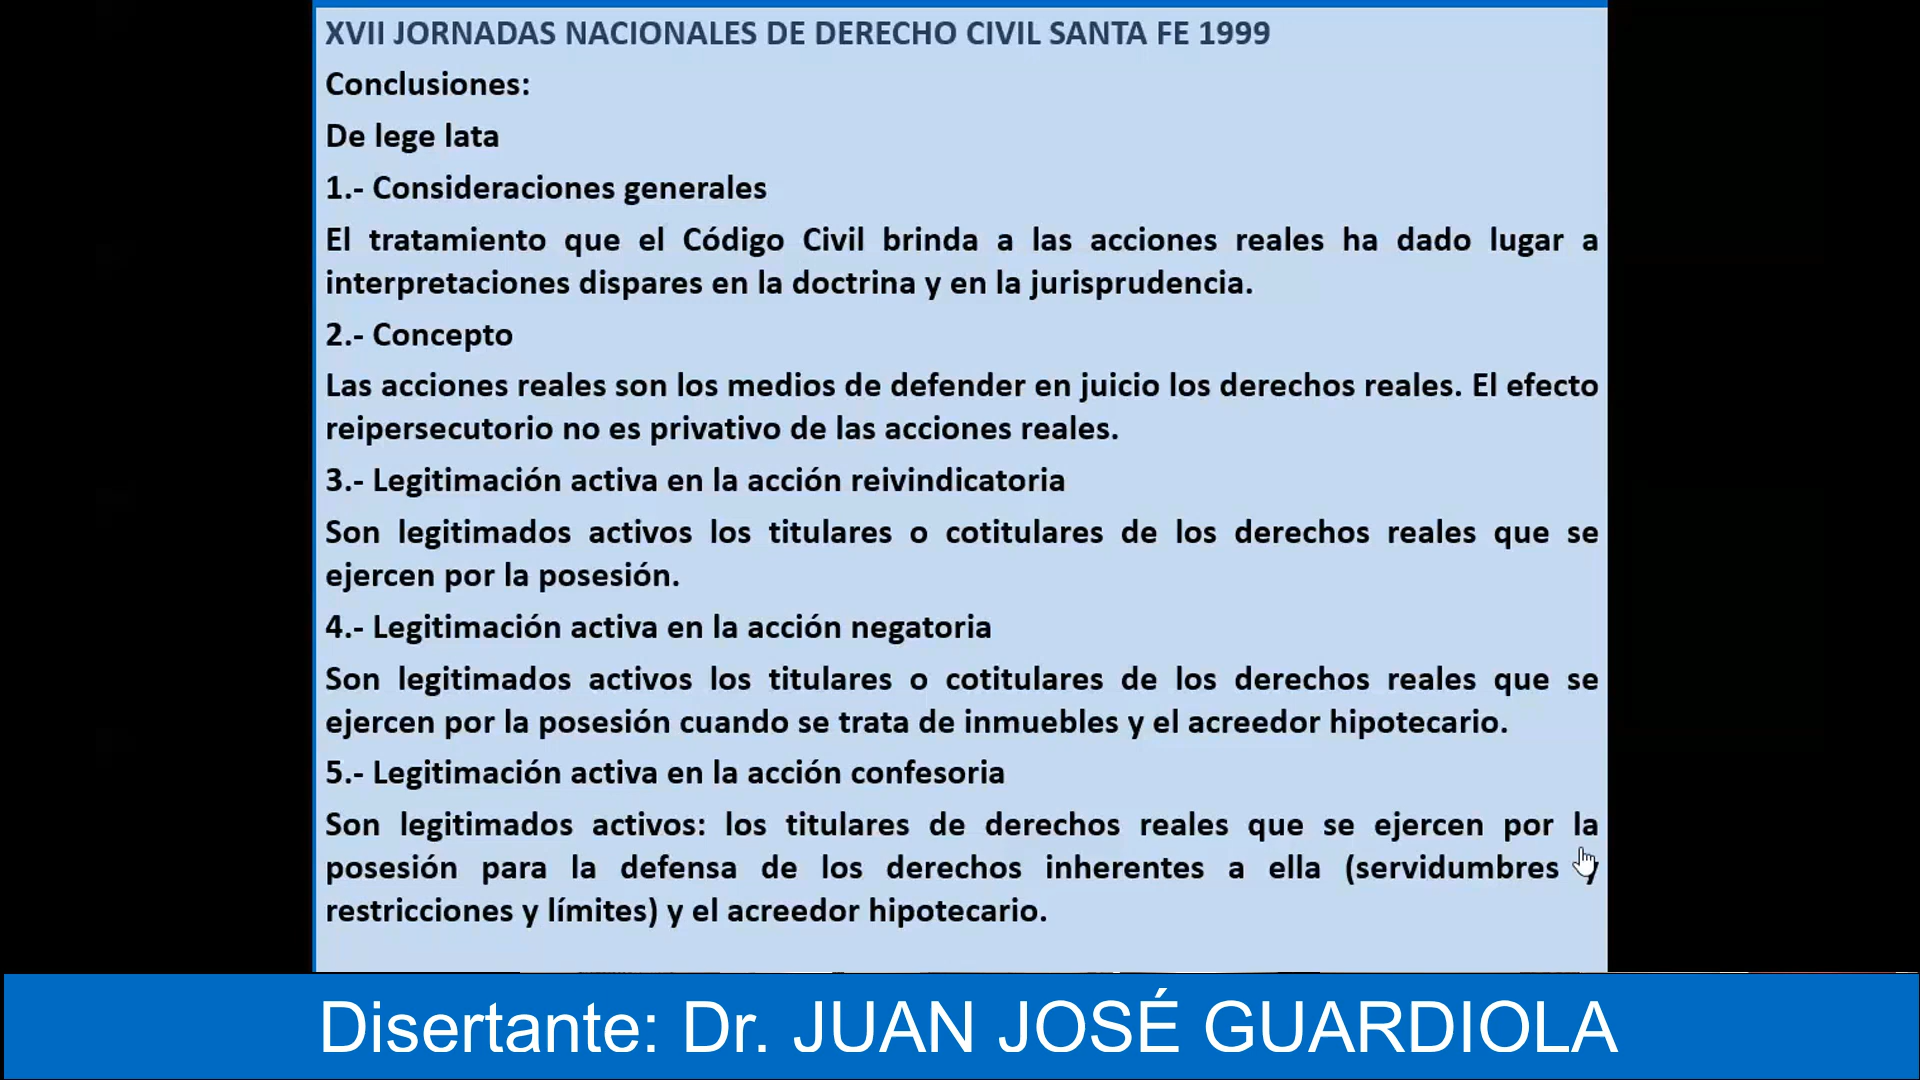 XVII JORNADAS NACIONALES DE DERECHO CIVIL SANTA FE 1999
Conclusiones:
De lege lata
1.- Consideraciones generales
El tratamiento que el Código Civil brinda a las acciones reales ha dado lugar a
interpretaciones dispares en la doctrina y en la jurisprudencia.
2.- Concepto
Las acciones reales son los medios de defender en juicio los derechos reales. El efecto
reipersecutorio no es privativo de las acciones reales.
3.- Legitimación activa en la acción reivindicatoria
Son legitimados activos los titulares o cotitulares de los derechos reales que se
ejercen por la posesión.
4.- Legitimación activa en la acción negatoria
Son legitimados activos los titulares o cotitulares de los derechos reales que se
ejercen por la posesión cuando se trata de inmuebles y el acreedor hipotecario.
5.- Legitimación activa en la acción confesoria
Son legitimados activos: los titulares de derechos reales que se ejercen por la
posesión para la defensa de los derechos inherentes a ella (servidumbres y
restricciones y límites) y el acreedor hipotecario.
Disertante: Dr. JUAN JOSÉ GUARDIOLA